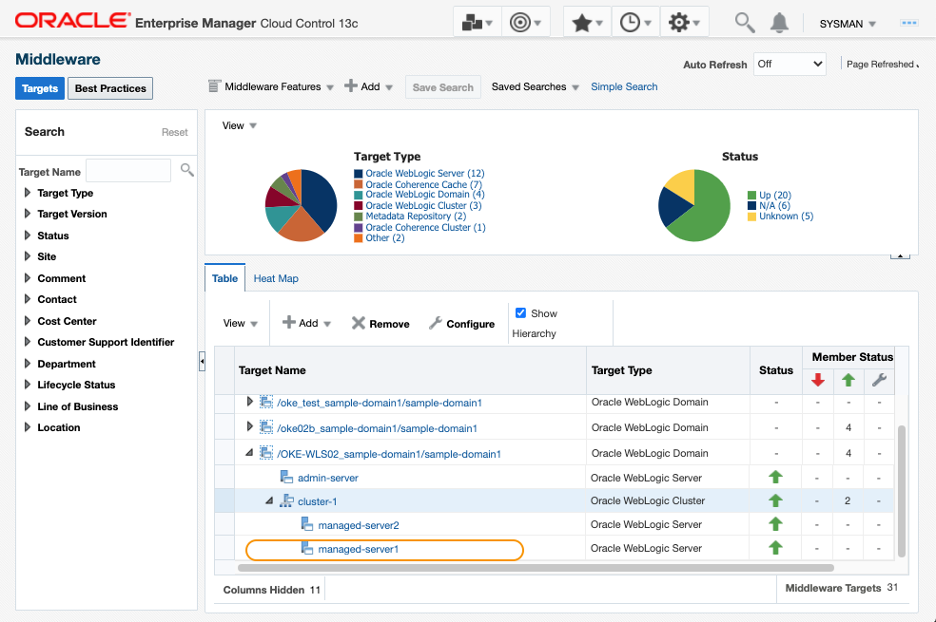 ORACLE® Enterprise Manager Cloud Control 13c
SYSMAN
Middleware
Auto Refresh Off Page Refreshed
Targets Best Practices
Middleware Features Add Save Search Saved Searches Simple Search
Search Reset
Target Name
Target Type
Target Version
Status
Site
Comment
Contact
Cost Center
Customer Support Identifier
Department
Lifecycle Status
Line of Business
Location
View
Target Type
Oracle WebLogic Server (12)
Oracle Coherence Cache (7)
Oracle WebLogic Domain (4)
Oracle WebLogic Cluster (3)
Metadata Repository (2)
Oracle Coherence Cluster (1)
Other (2)
Status
Up (20)
N/A (6)
Unknown (5)
Table Heat Map
View Add Remove Configure Show
Hierarchy
Target Name Target Type Status Member Status
/oke_test_sample-domain1/sample-domain1 Oracle WebLogic Domain - - - -
/oke02b_sample-domain1/sample-domain1 Oracle WebLogic Domain - - 4 -
/OKE-WLS02_sample-domain1/sample-domain1 Oracle WebLogic Domain - - 4 -
admin-server Oracle WebLogic Server - - -
cluster-1 Oracle WebLogic Cluster - 2 -
managed-server2 Oracle WebLogic Server - - -
managed-server1 Oracle WebLogic Server - - -
Columns Hidden 11 Middleware Targets 31